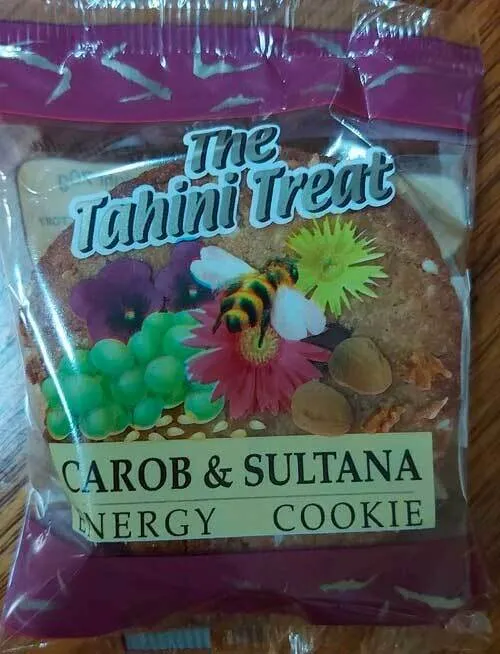 The
Tahini Treat
CAROB & SULTANA
ENERGY COOKIE